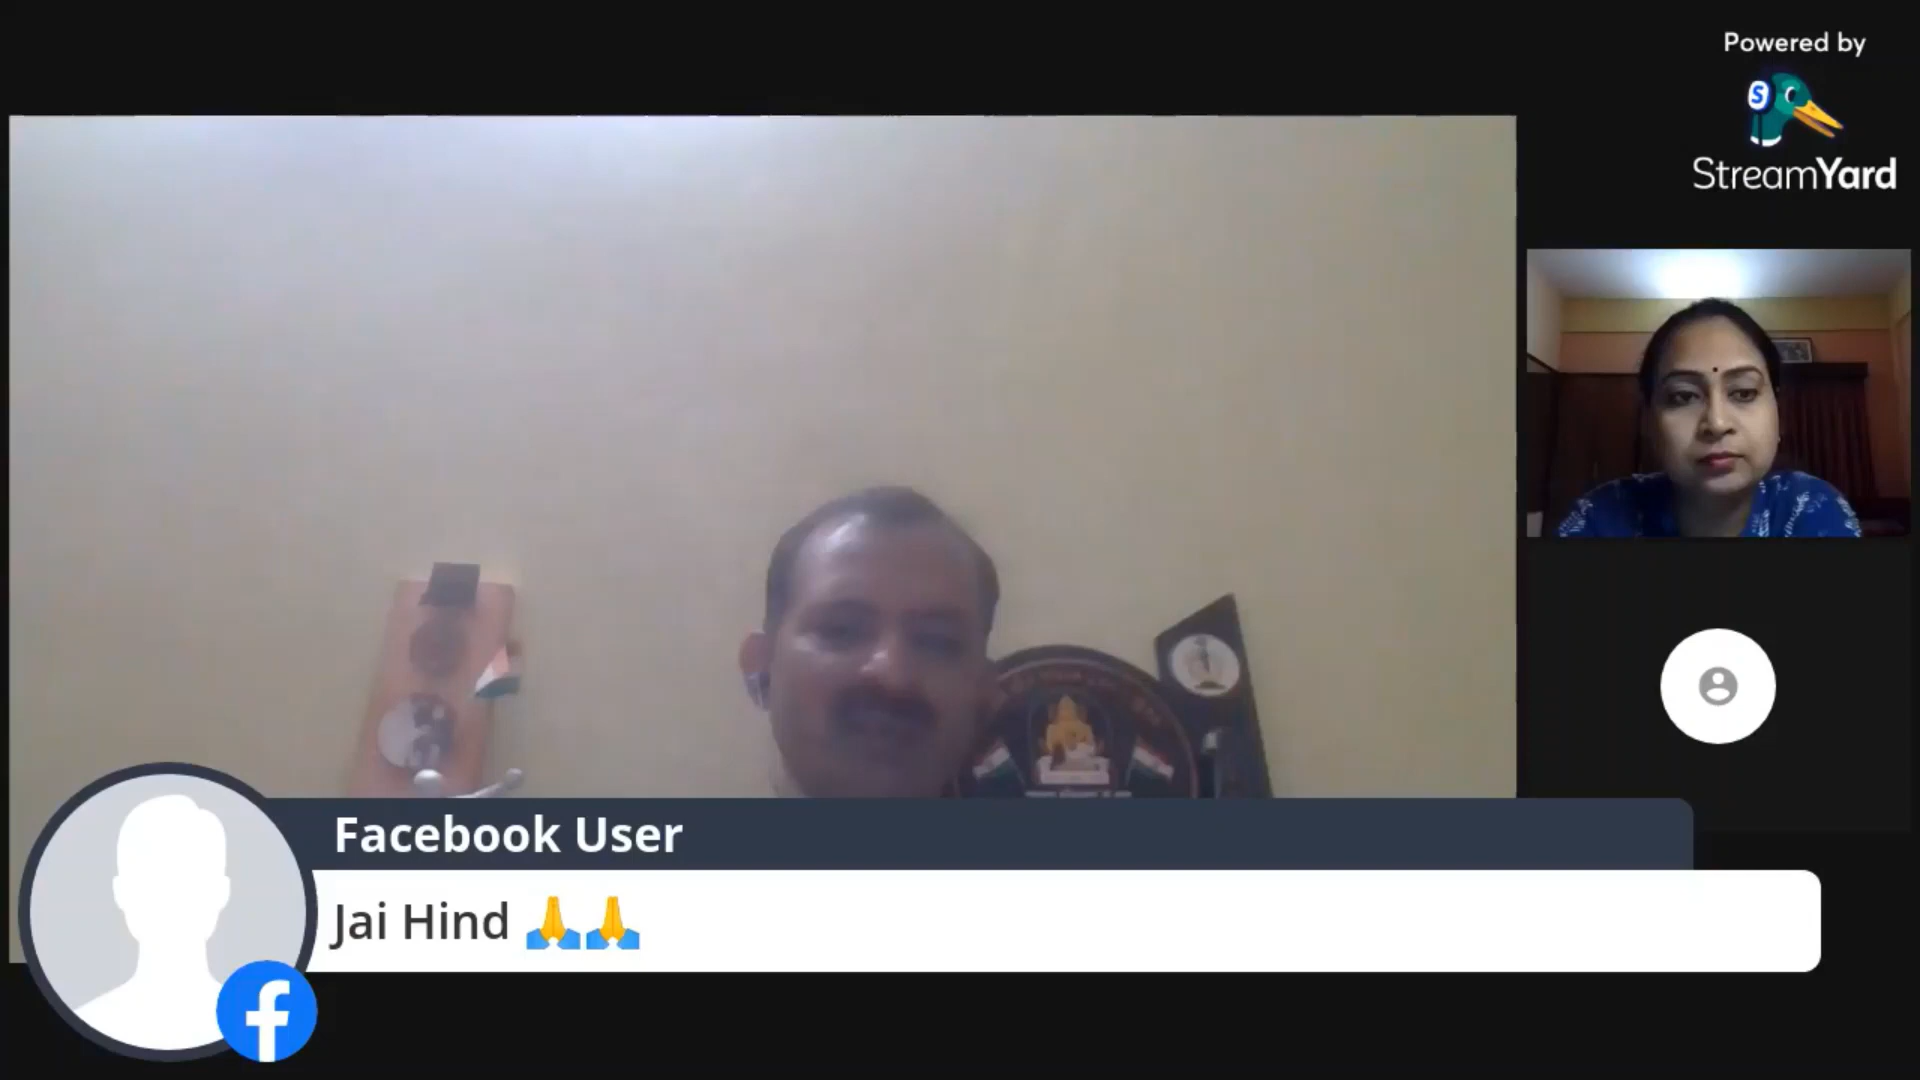 Powered by
S
StreamYard
Facebook User
Jai Hind 🙏🙏